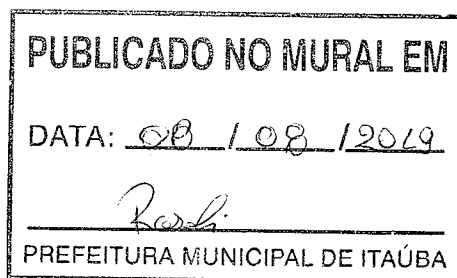 PUBLICADO NO MURAL EM
DATA: 08 / 08 / 2019
PREFEITURA MUNICIPAL DE ITAÚBA